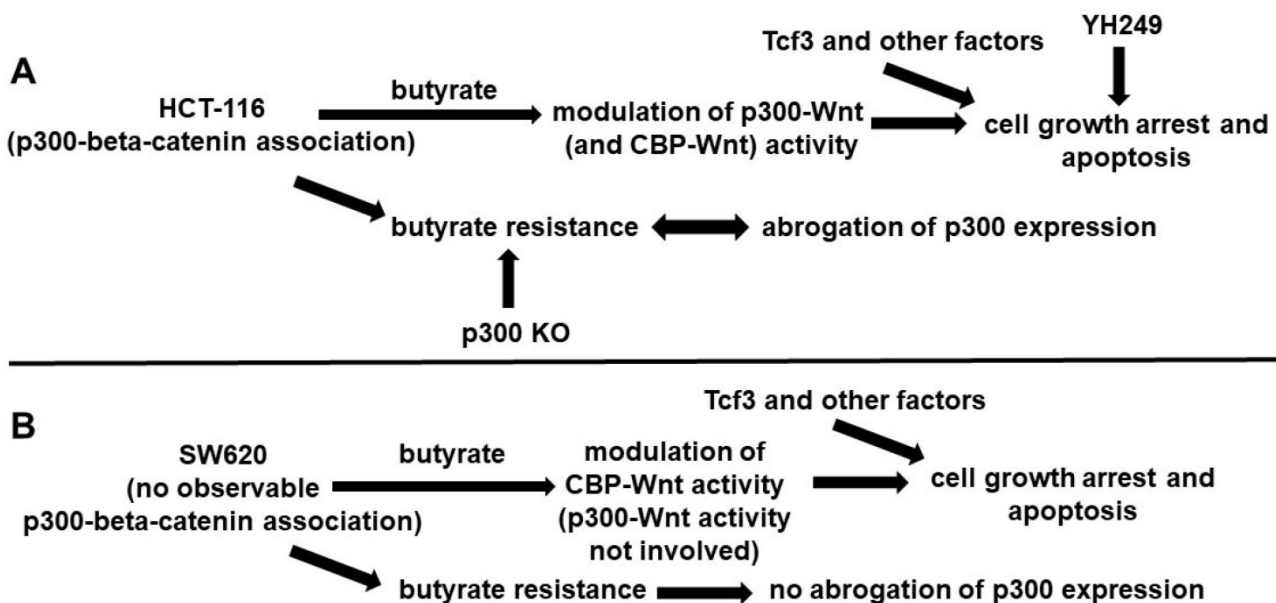 A
Tcf3 and other factors
YH249
HCT-116
(p300-beta-catenin association)
butyrate
modulation of p300-Wnt
(and CBP-Wnt) activity
cell growth arrest and
apoptosis
butyrate resistance
abrogation of p300 expression
p300 KO
B
Tcf3 and other factors
SW620
(no observable
p300-beta-catenin association)
butyrate
modulation of
CBP-Wnt activity
(p300-Wnt activity
not involved)
cell growth arrest and
apoptosis
butyrate resistance
no abrogation of p300 expression